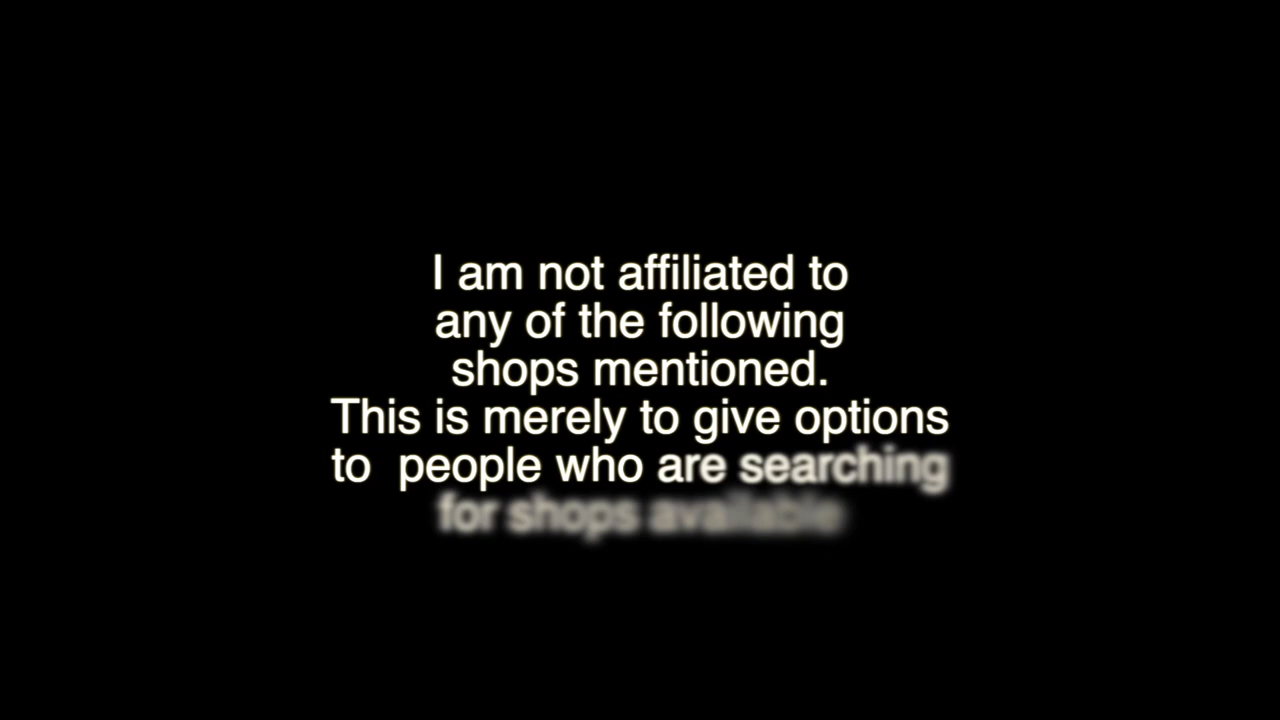 I am not affiliated to
any of the following
shops mentioned.
This is merely to give options
to  people who are searching
for shops available